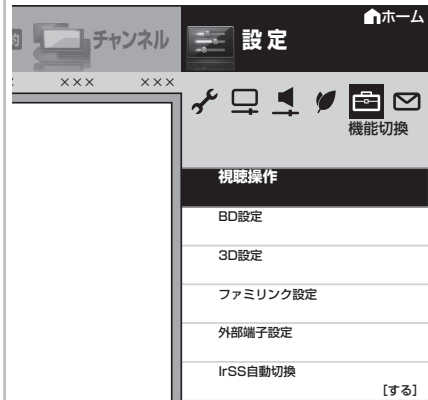 ホーム
チャンネル
設定
××× ×××
機能切換
視聴操作
BD設定
3D設定
ファミリンク設定
外部端子設定
IrSS自動切換
[する]